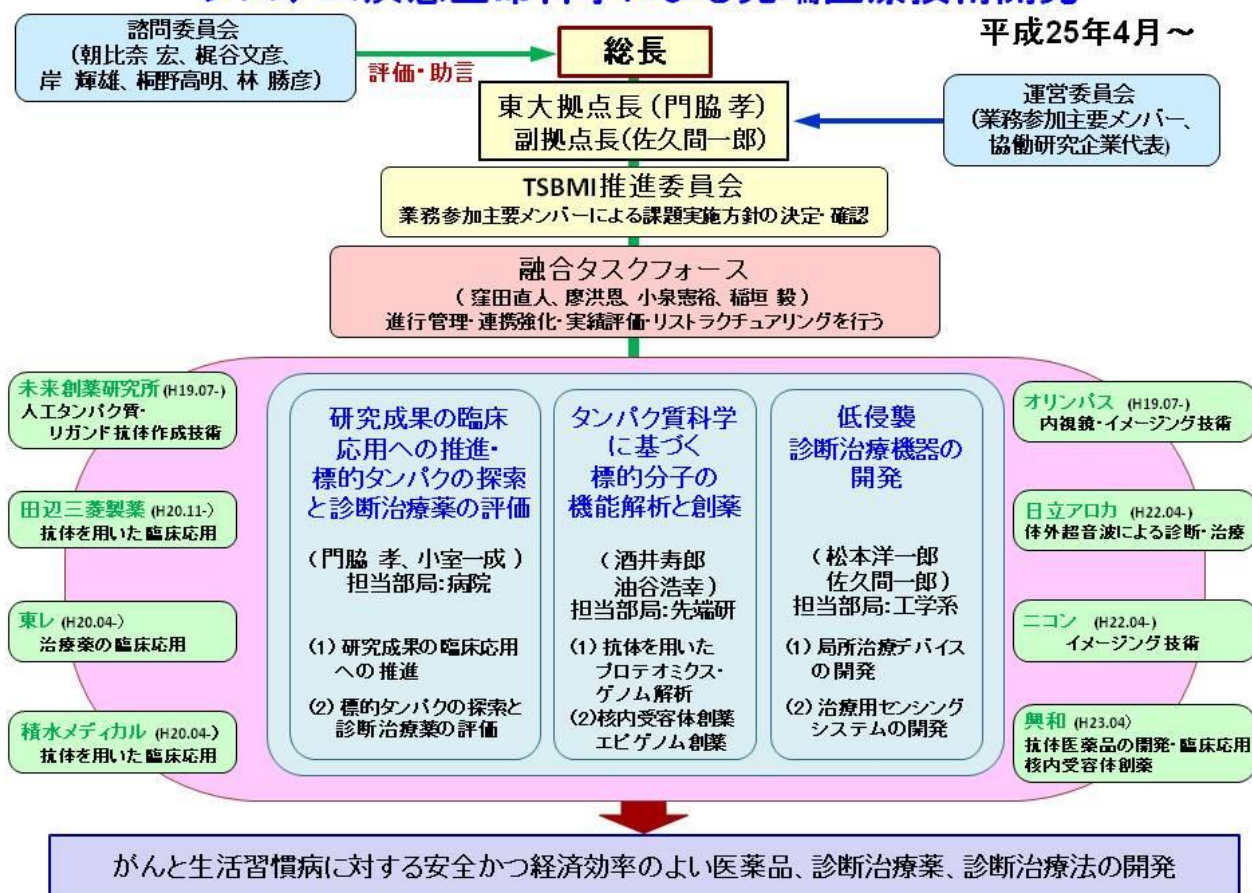 平成25年4月～
諮問委員会
(朝比奈 宏、梶谷文彦、
岸 輝雄、桐野高明、林 勝彦)
評価・助言
総長
東大拠点長(門脇 孝)
副拠点長(佐久間一郎)
運営委員会
(業務参加主要メンバー、
協働研究企業代表)
TSBMI推進委員会
業務参加主要メンバーによる課題実施方針の決定・確認
融合タスクフォース
( 窪田直人、廖洪恩、小泉憲裕、稲垣 毅 )
進行管理・連携強化・実績評価・リストラクチュアリングを行う
未来創薬研究所 (H19.07-)
人工タンパク質・
リガンド抗体作成技術
田辺三菱製薬 (H20.11-)
抗体を用いた臨床応用
東レ (H20.04-)
治療薬の臨床応用
積水メディカル (H20.04-)
抗体を用いた臨床応用
研究成果の臨床
応用への推進・
標的タンパクの探索
と診断治療薬の評価
( 門脇 孝、小室一成 )
担当部局:病院
(1) 研究成果の臨床応用
への推進
(2) 標的タンパクの探索と
診断治療薬の評価
タンパク質科学
に基づく
標的分子の
機能解析と創薬
( 酒井寿郎
油谷浩幸)
担当部局:先端研
(1) 抗体を用いた
プロテオミクス・
ゲノム解析
(2)核内受容体創薬
エピゲノム創薬
低侵襲
診断治療機器の
開発
( 松本洋一郎
佐久間一郎)
担当部局:工学系
(1) 局所治療デバイス
の開発
(2) 治療用センシング
システムの開発
オリンパス (H19.07-)
内視鏡・イメージング技術
日立アロカ (H22.04-)
体外超音波による診断・治療
ニコン (H22.04-)
イメージング技術
興和 (H23.04)
抗体医薬品の開発・臨床応用
核内受容体創薬
がんと生活習慣病に対する安全かつ経済効率のよい医薬品、診断治療薬、診断治療法の開発